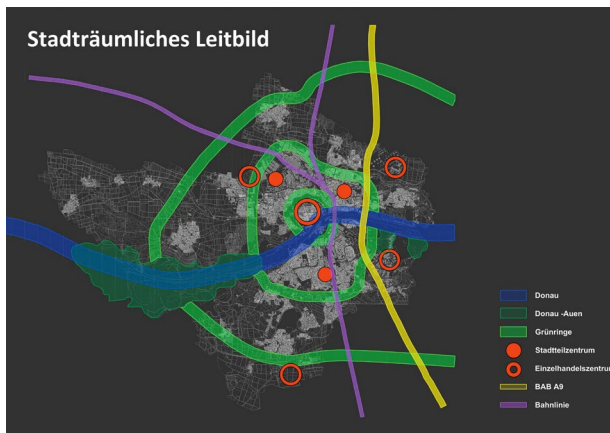 Stadträumliches Leitbild
Donau
Donau -Auen
Grünringe
Stadtteilzentrum
Einzelhandelszentrum
BAB A9
Bahnlinie